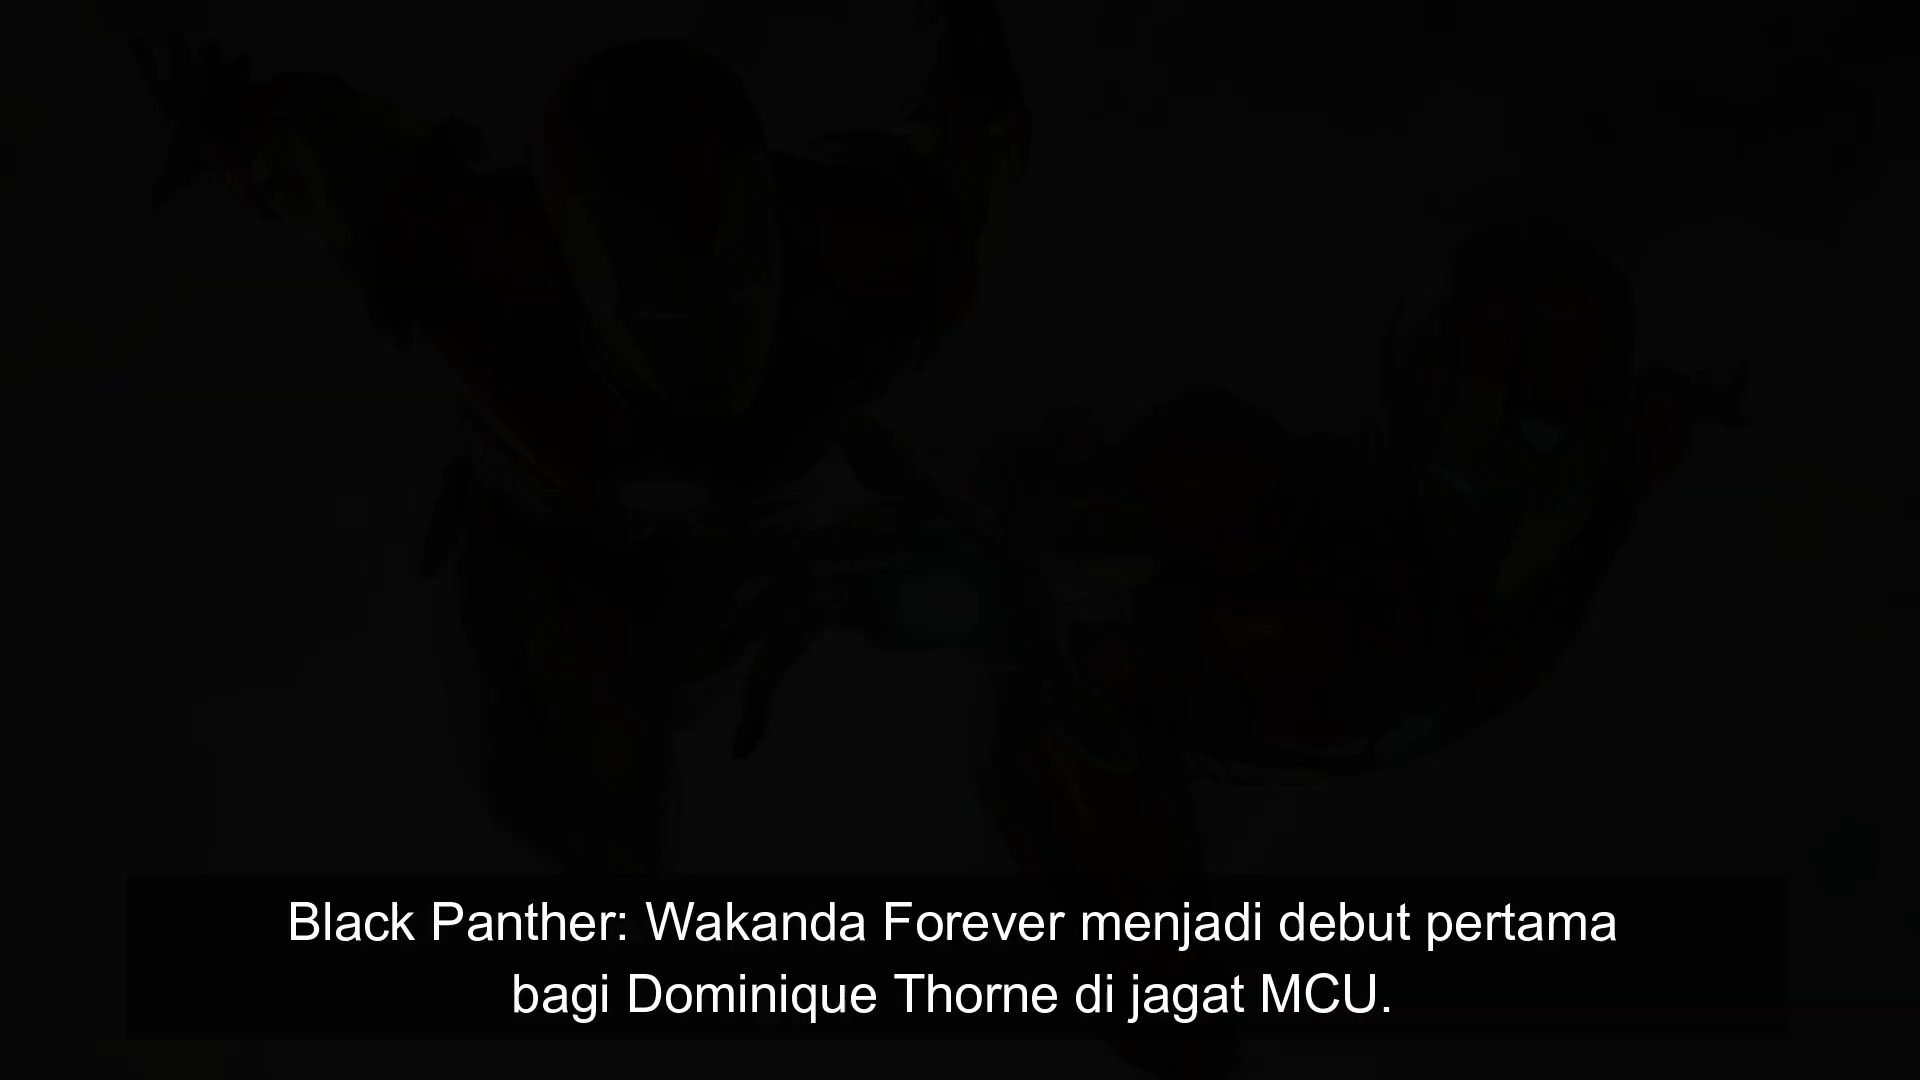 Black Panther: Wakanda Forever menjadi debut pertama
bagi Dominique Thorne di jagat MCU.